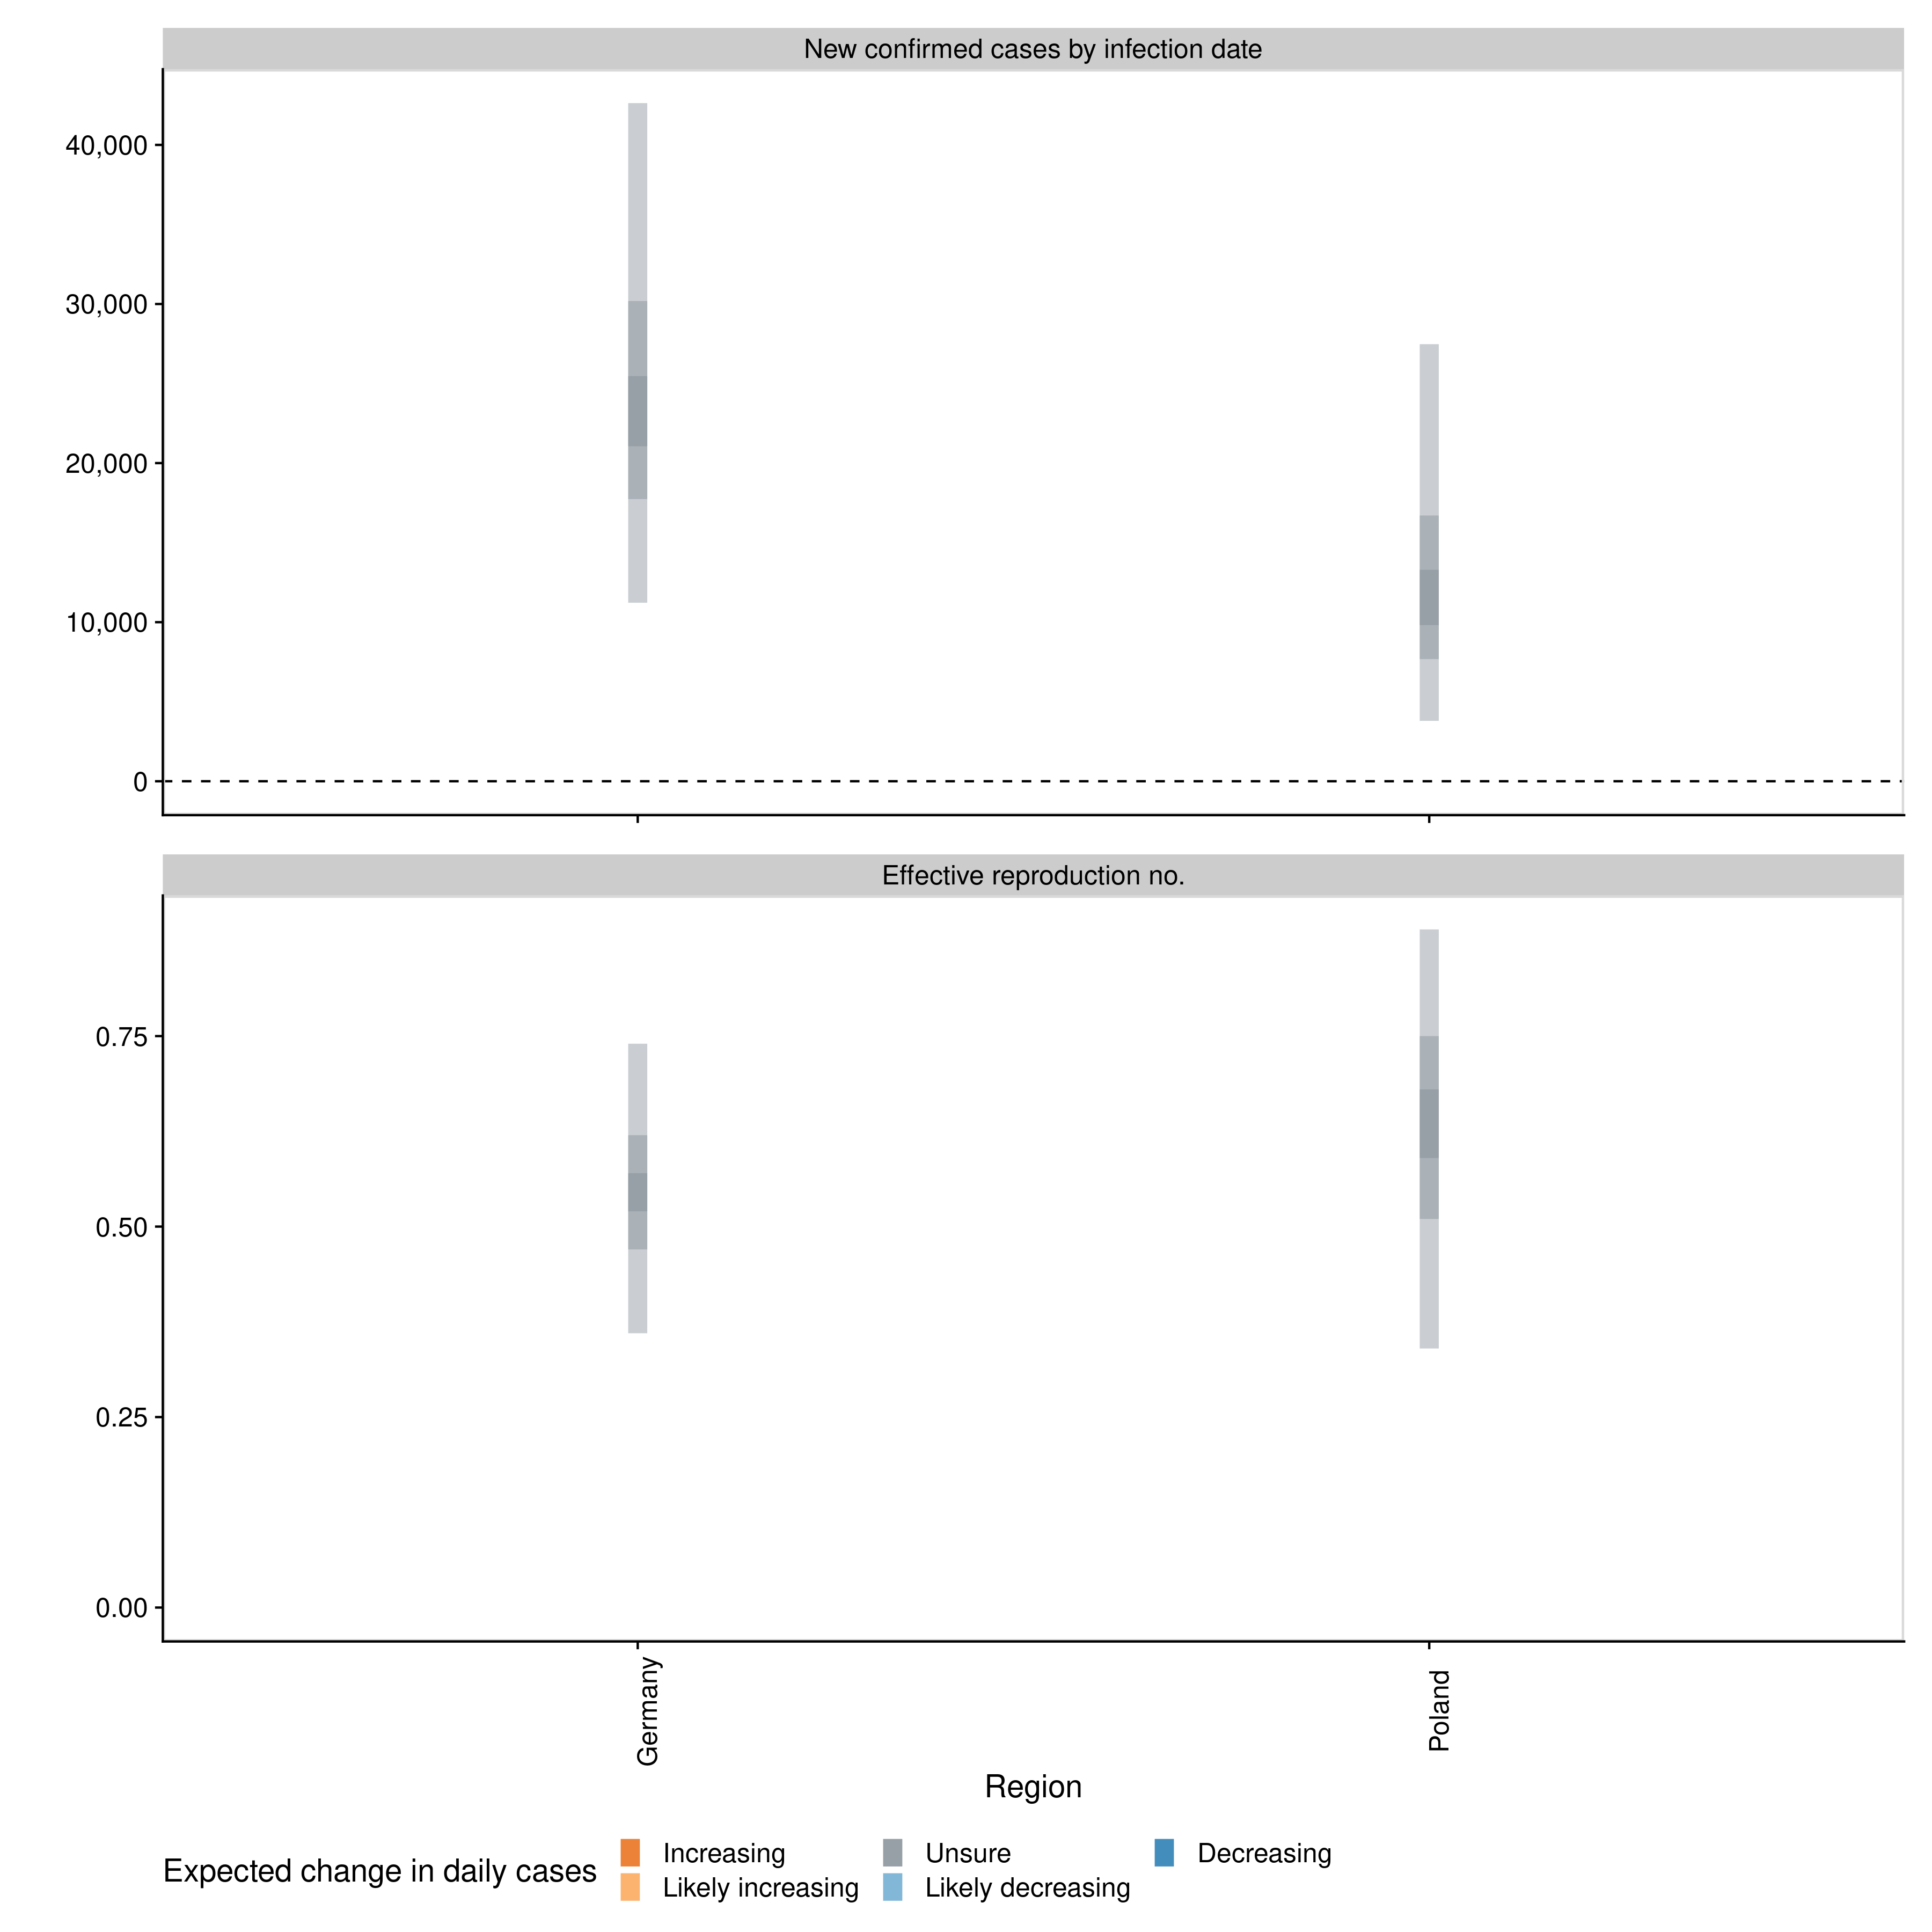 New confirmed cases by infection date
40,000
30,000
20,000
10,000
0
Effective reproduction no.
0.75
0.50
0.25
0.00
Germany
Poland
Region
Expected change in daily cases
Increasing
Unsure
Decreasing
Likely increasing
Likely decreasing